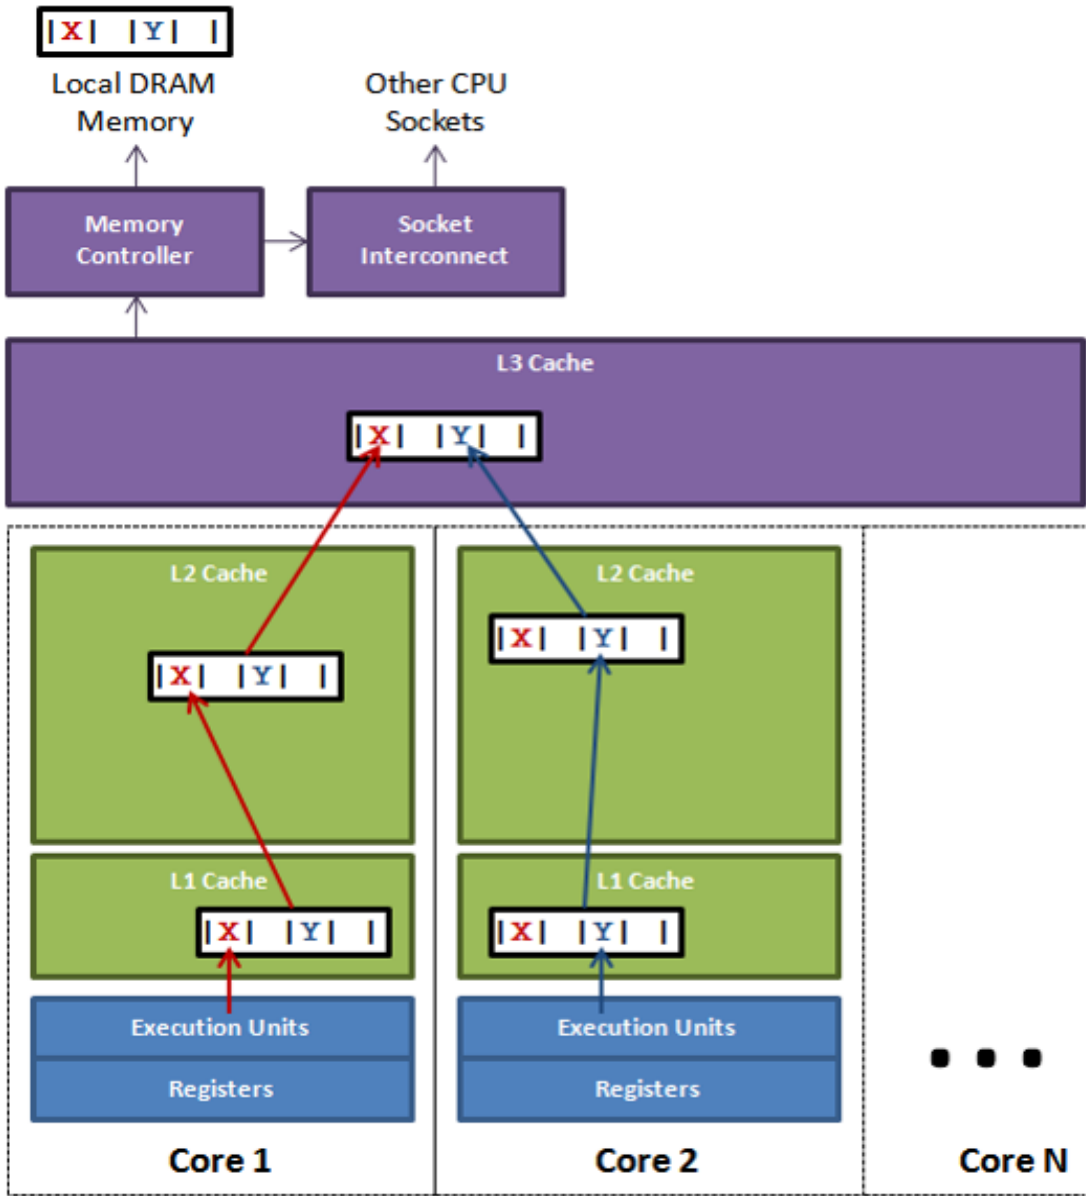 |X| |Y| |
Local DRAM
Memory
Other CPU
Sockets
Memory
Controller
Socket
Interconnect
L3 Cache
|X| |Y| |
L2 Cache
|X| |Y| |
L1 Cache
|X| |Y| |
Execution Units
Registers
Core 1
L2 Cache
|X| |Y| |
L1 Cache
|X| |Y| |
Execution Units
Registers
Core 2
...
Core N